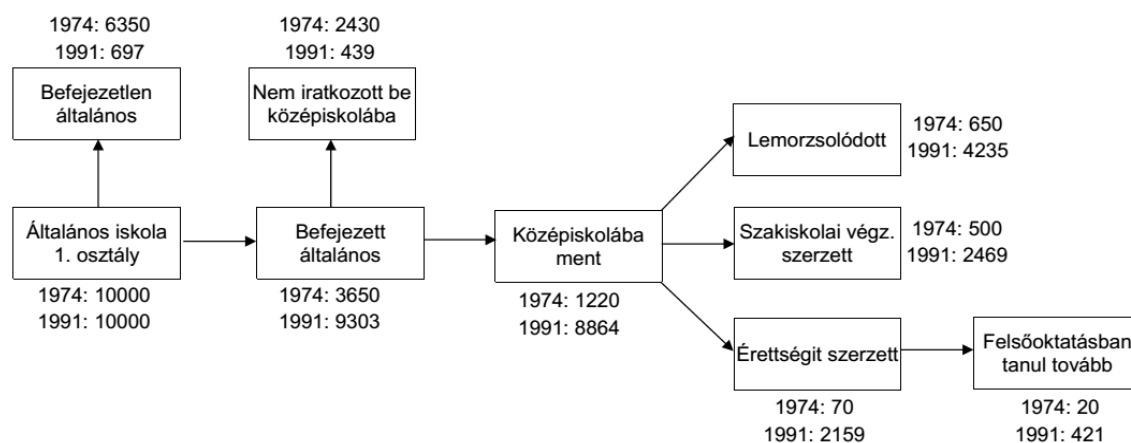 1974: 6350
1991: 697
Befejezetlen
általános
1974: 2430
1991: 439
Nem iratkozott be
középiskolába
Általános iskola
1. osztály
1974: 10000
1991: 10000
Befejezett
általános
1974: 3650
1991: 9303
Középiskolába
ment
1974: 1220
1991: 8864
Lemorzsolódott
1974: 650
1991: 4235
Szakiskolai végz.
szerzett
1974: 500
1991: 2469
Érettségit szerzett
1974: 70
1991: 2159
Felsőoktatásban
tanul tovább
1974: 20
1991: 421